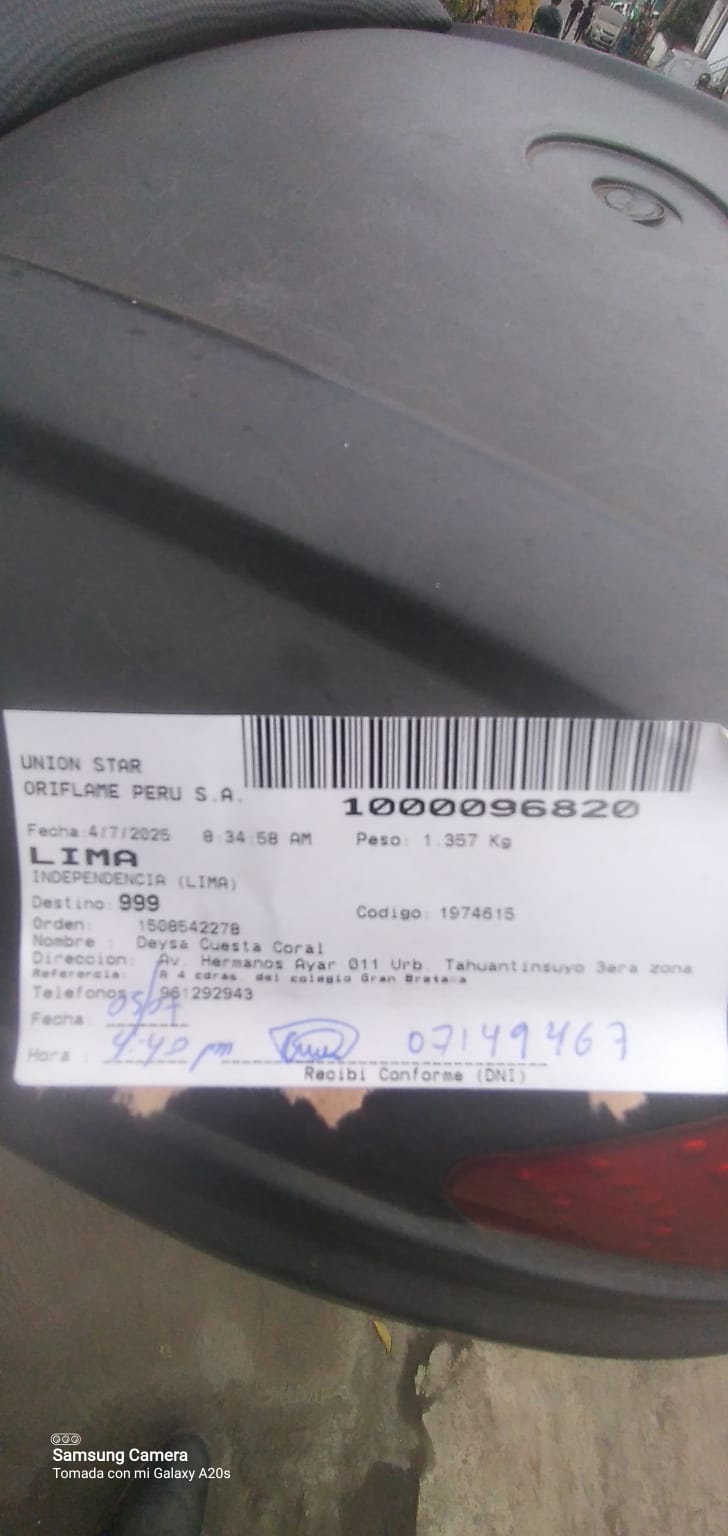 UNION STAR
ORIFLAME PERU S.A.
1000096820
Fecha:4/7/2025 8:34:58 AM Peso: 1.357 Kg
LIMA
INDEPENDENCIA (LIMA)
Destino: 999
Codigo: 1974615
Orden: 1508542278
Nombre : Deysa Cuesta Coral
Direccion: Av. Hermanos Ayar 011 Urb. Tahuantinsuyo 3era zona
Referencia: A 4 cdras. del colegio Gran Bretana
Telefonos: 961292943
Fecha: 05/07
Hora : 4:40 pm 07149467
Recibi Conforme (DNI)
Samsung Camera
Tomada con mi Galaxy A20s